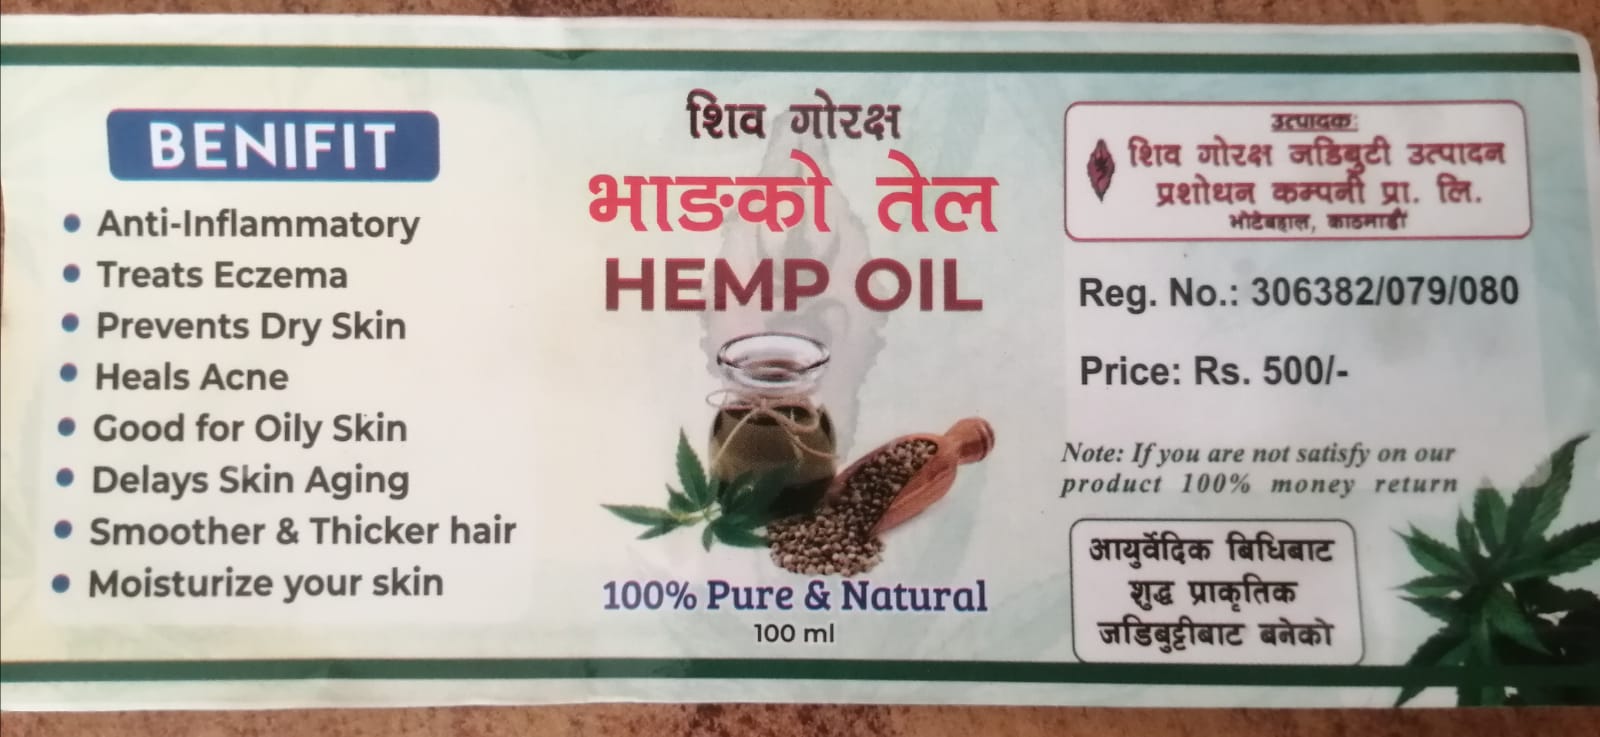 BENIFIT
• Anti-Inflammatory
• Treats Eczema
• Prevents Dry Skin
• Heals Acne
• Good for Oily Skin
• Delays Skin Aging
• Smoother & Thicker hair
• Moisturize your skin
शिव गोरक्ष
भाङको तेल
HEMP OIL
100% Pure & Natural
100 ml
उत्पादक:
शिव गोरक्ष जडिबुटी उत्पादन
प्रशोधन कम्पनी प्रा. लि.
भोटेबहाल, काठमाडौं
Reg. No.: 306382/079/080
Price: Rs. 500/-
Note: If you are not satisfy on our
product 100% money return
आयुर्वेदिक बिधिबाट
शुद्ध प्राकृतिक
जडिबुट्टीबाट बनेको